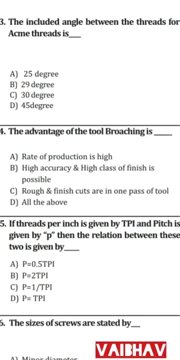 3. The included angle between the threads for
Acme threads is___
A) 25 degree
B) 29 degree
C) 30 degree
D) 45degree
4. The advantage of the tool Broaching is _____
A) Rate of production is high
B) High accuracy & High class of finish is
possible
C) Rough & finish cuts are in one pass of tool
D) All the above
5. If threads per inch is given by TPI and Pitch is
given by "p" then the relation between these
two is given by____
A) P=0.5TPI
B) P=2TPI
C) P=1/TPI
D) P= TPI
6. The sizes of screws are stated by__
VAIBHAV
A) Minor diameter